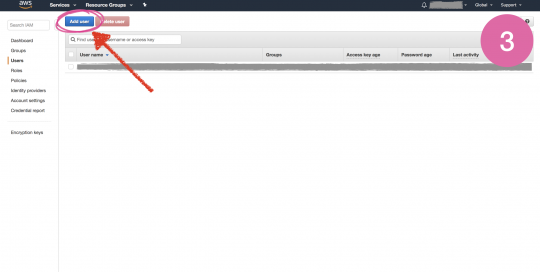 aws Services Resource Groups Global Support
Search IAM
Add user Delete user
Find users by username or access key
3
Dashboard
Groups
Users
Roles
Policies
Identity providers
Account settings
Credential report
Encryption keys
User name Groups Access key age Password age Last activity